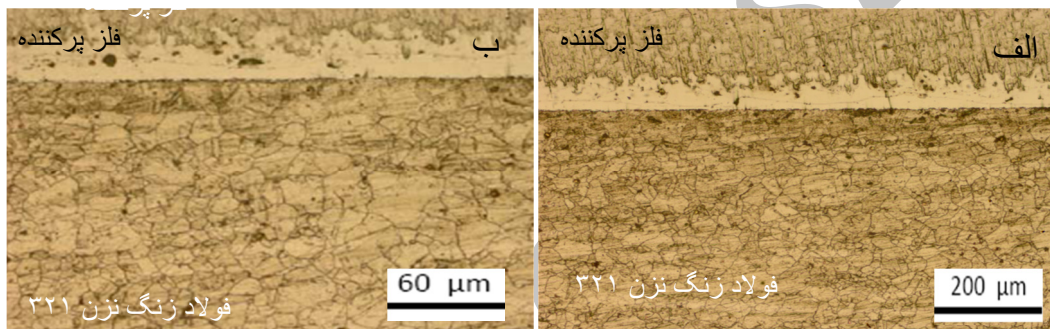 الف
فلز پرکننده
فولاد زنگ نزن ۳۲۱
200 μm
ب
فلز پرکننده
فولاد زنگ نزن ۳۲۱
60 μm